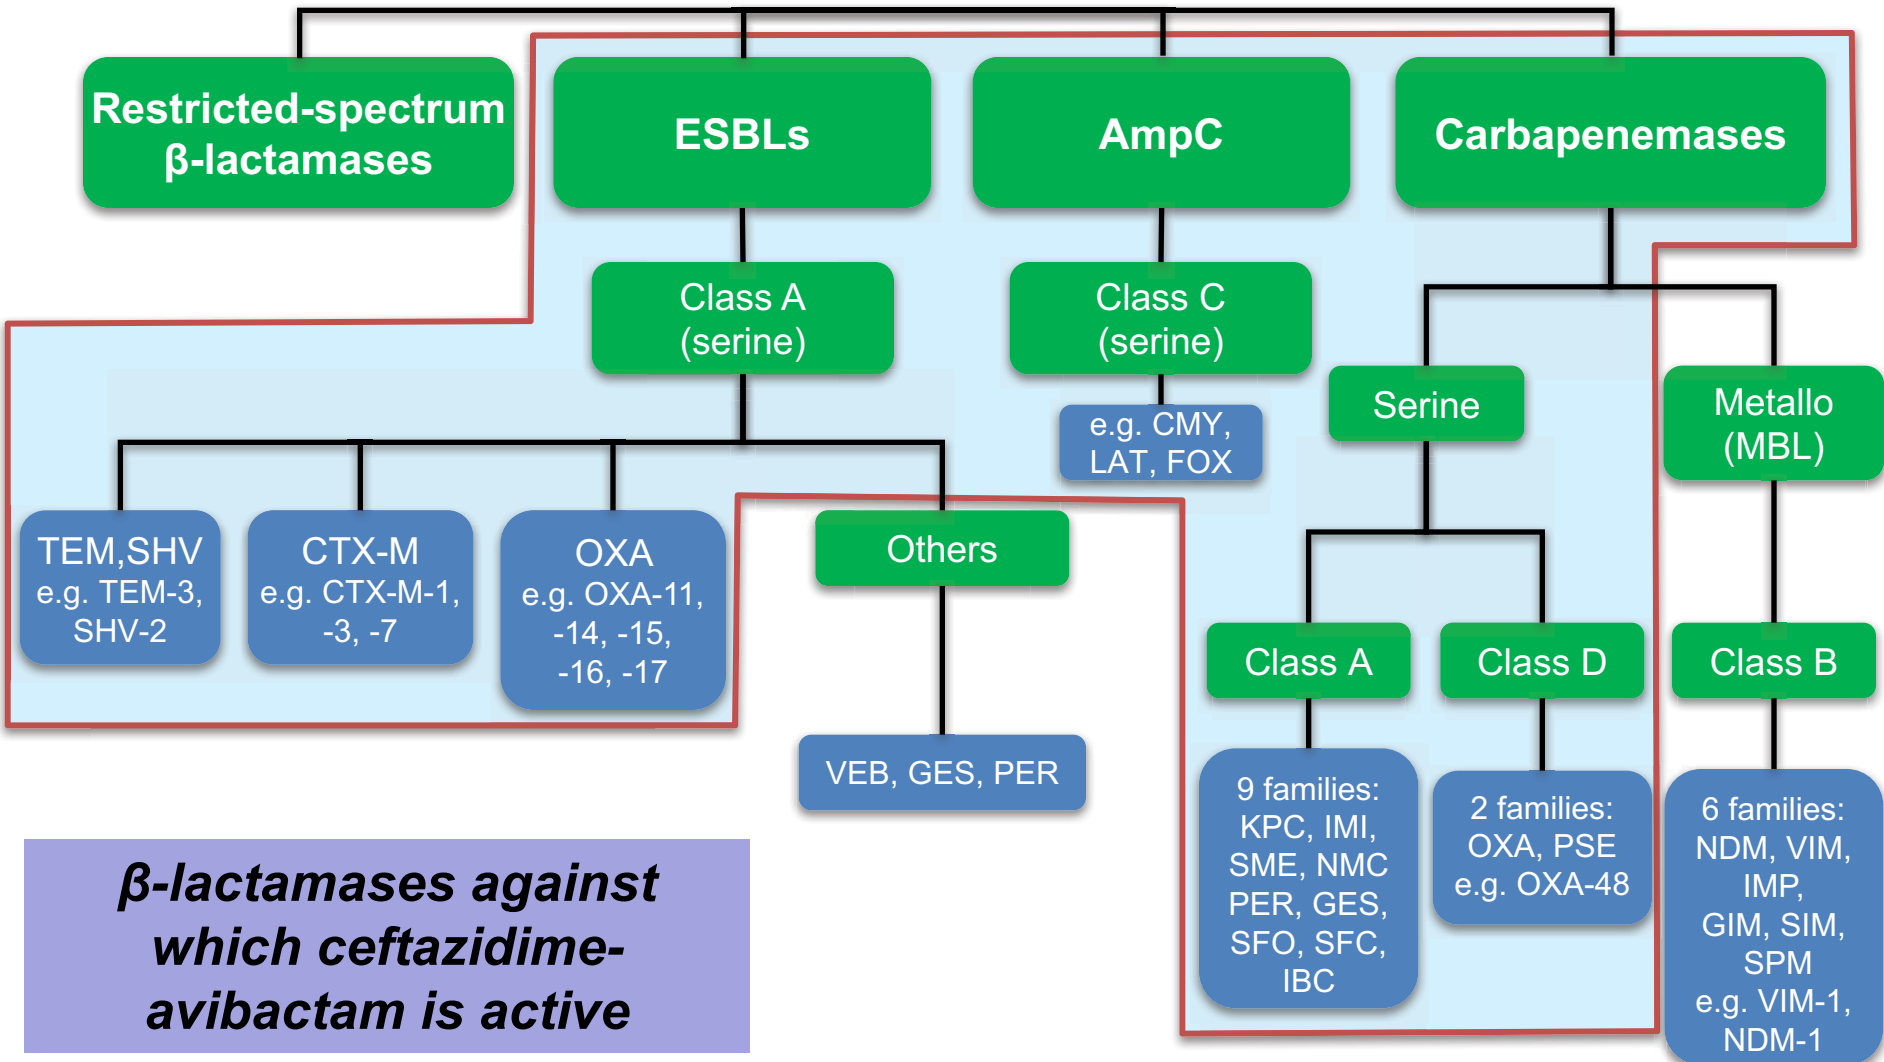 Restricted-spectrum
β-lactamases
ESBLs
AmpC
Carbapenemases
Class A
(serine)
Class C
(serine)
e.g. CMY,
LAT, FOX
Serine
Metallo
(MBL)
TEM,SHV
e.g. TEM-3,
SHV-2
CTX-M
e.g. CTX-M-1,
-3, -7
OXA
e.g. OXA-11,
-14, -15,
-16, -17
Others
VEB, GES, PER
Class A
Class D
Class B
9 families:
KPC, IMI,
SME, NMC
PER, GES,
SFO, SFC,
IBC
2 families:
OXA, PSE
e.g. OXA-48
6 families:
NDM, VIM,
IMP,
GIM, SIM,
SPM
e.g. VIM-1,
NDM-1
β-lactamases against
which ceftazidime-
avibactam is active